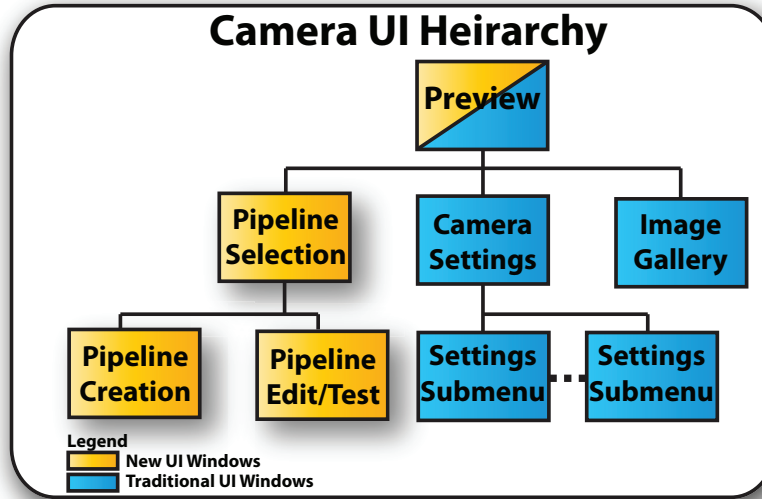 Camera UI Heirarchy
Preview
Pipeline
Selection
Camera
Settings
Image
Gallery
Pipeline
Creation
Pipeline
Edit/Test
Settings
Submenu
Settings
Submenu
Legend
New UI Windows
Traditional UI Windows